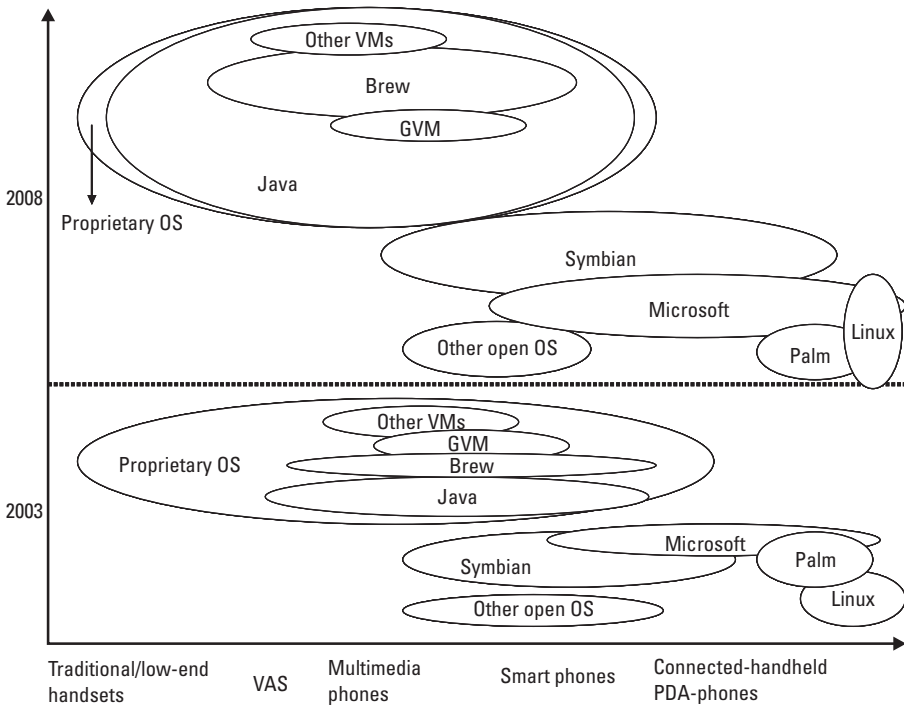 Other VMs
Brew
GVM
Java
2008
Proprietary OS
Symbian
Microsoft
Linux
Other open OS
Palm
Other VMs
GVM
Proprietary OS
Brew
Java
2003
Microsoft
Symbian
Palm
Linux
Other open OS
Traditional/low-end
handsets
VAS
Multimedia
phones
Smart phones
Connected-handheld
PDA-phones